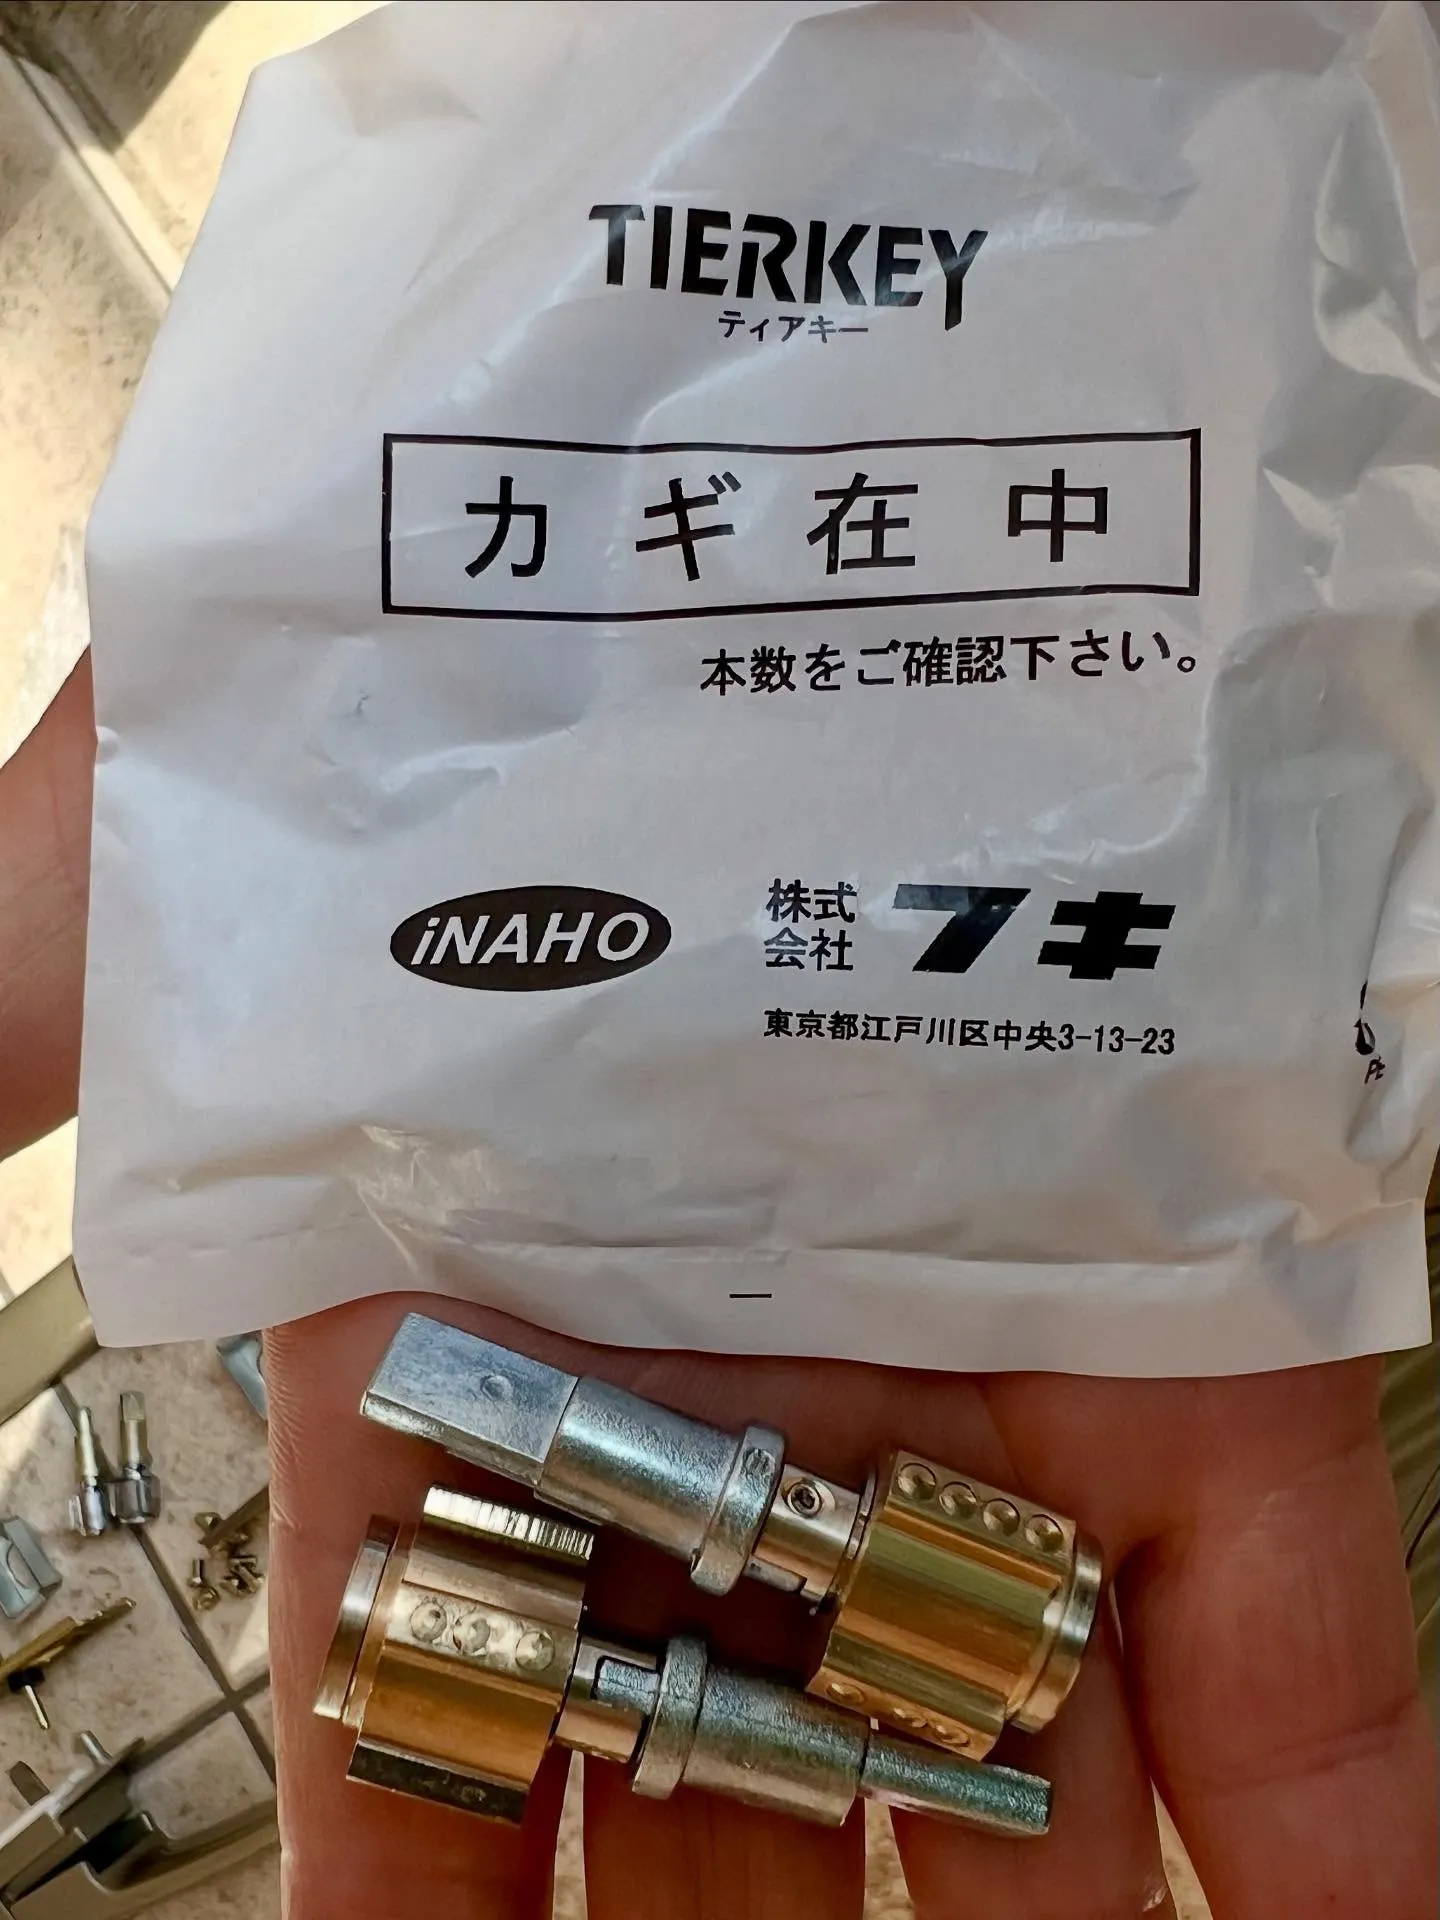 TIERKEY
ティアキー
カギ在中
本数をご確認下さい。
iNAHO
株式会社 フキ
東京都江戸川区中央3-13-23